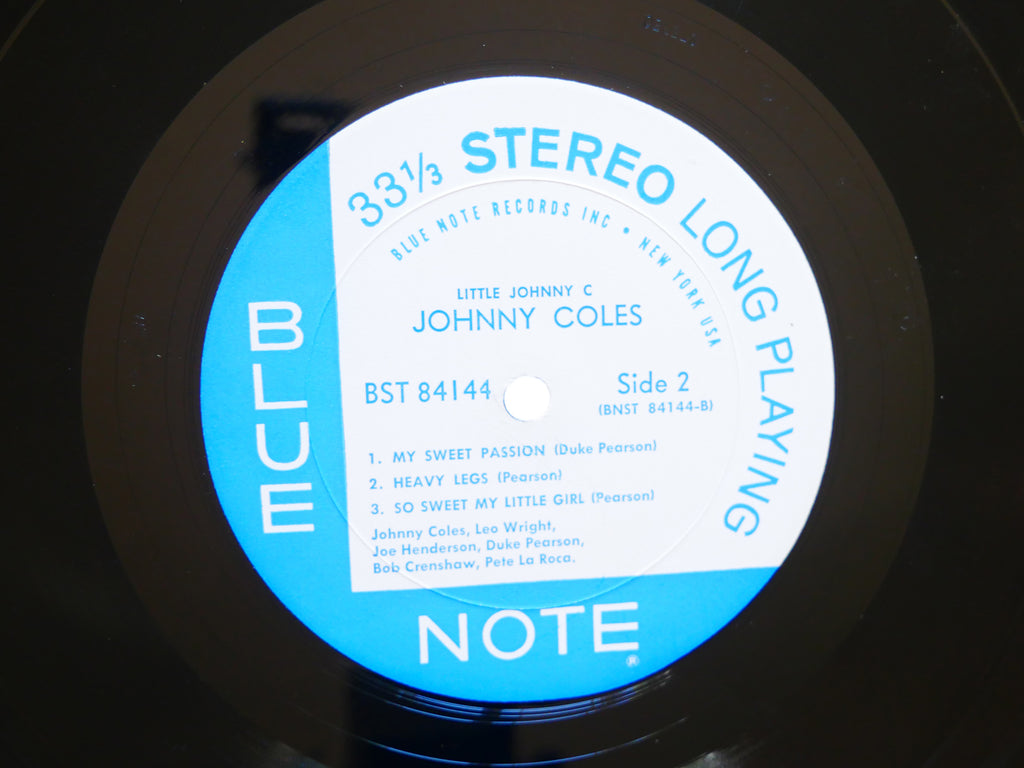 33⅓ STEREO LONG PLAYING
BLUE NOTE RECORDS INC • NEW YORK USA
LITTLE JOHNNY C
JOHNNY COLES
BST 84144
Side 2
(BNST 84144-B)
1. MY SWEET PASSION (Duke Pearson)
2. HEAVY LEGS (Pearson)
3. SO SWEET MY LITTLE GIRL (Pearson)
Johnny Coles, Leo Wright,
Joe Henderson, Duke Pearson,
Bob Crenshaw, Pete La Roca.
BLUE
NOTE
®